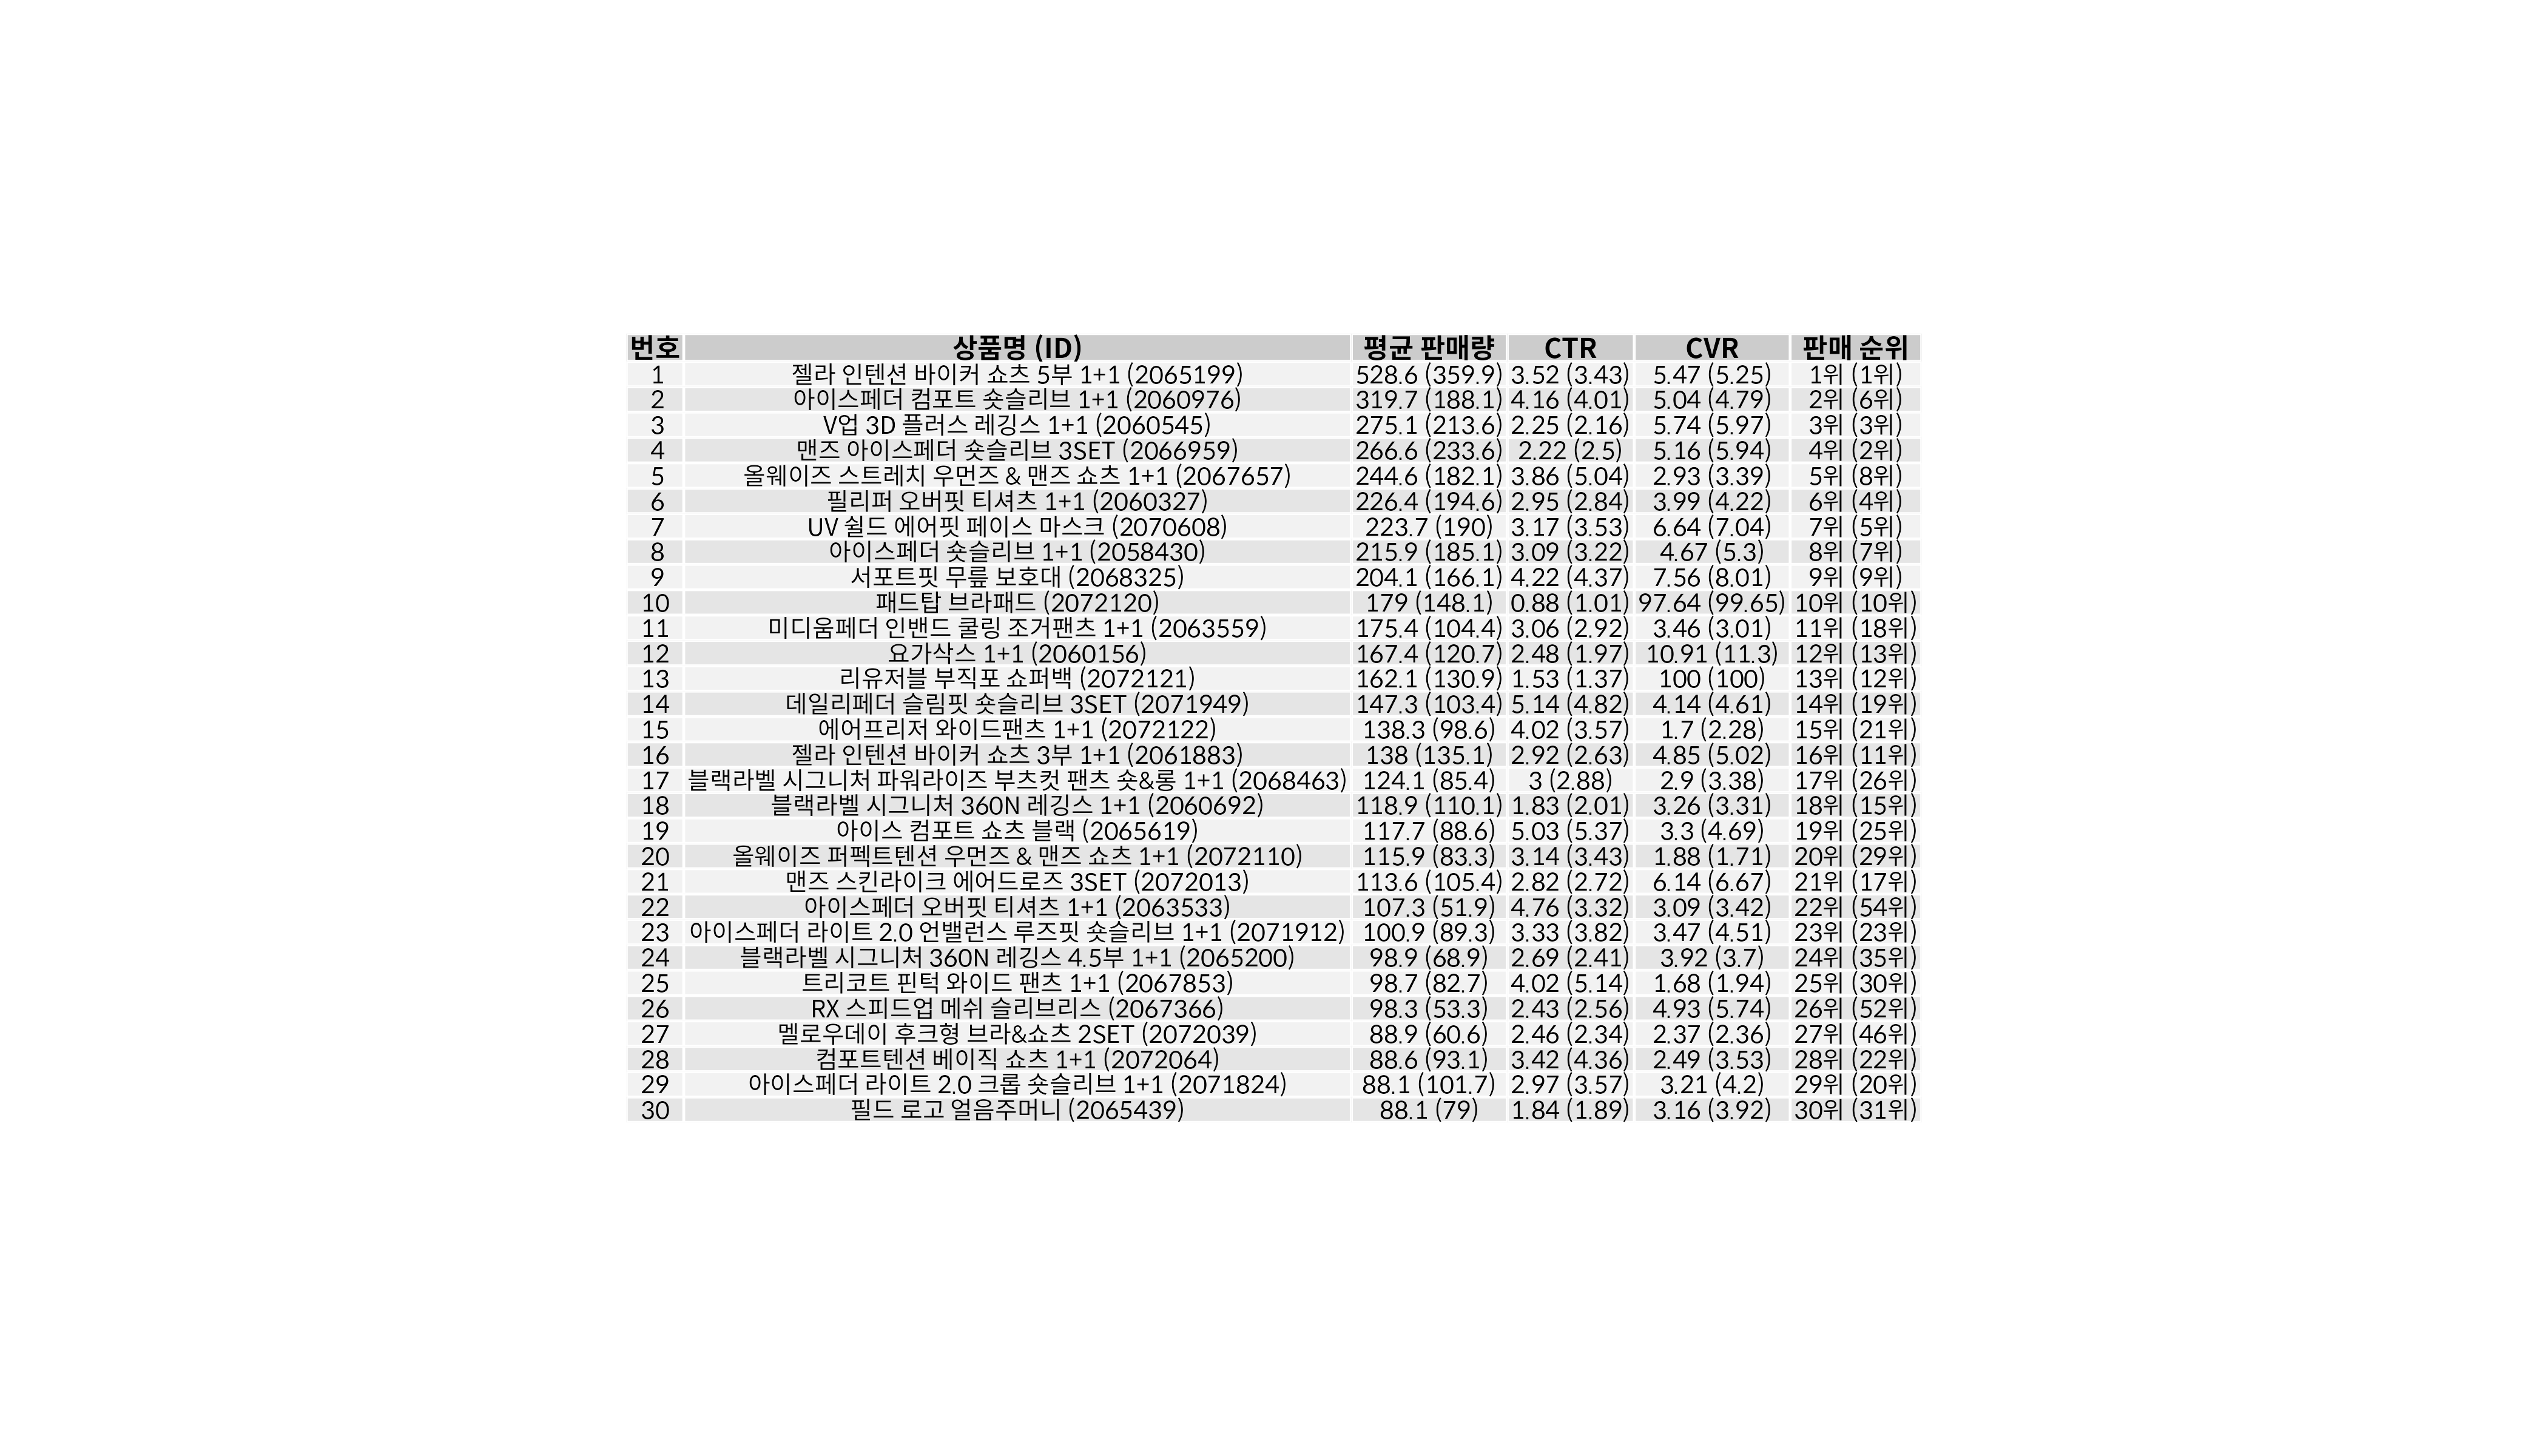 번호 상품명 (ID) 평균 판매량 CTR CVR 판매 순위
1 젤라 인텐션 바이커 쇼츠 5부 1+1 (2065199) 528.6 (359.9) 3.52 (3.43) 5.47 (5.25) 1위 (1위)
2 아이스페더 컴포트 숏슬리브 1+1 (2060976) 319.7 (188.1) 4.16 (4.01) 5.04 (4.79) 2위 (6위)
3 V업 3D 플러스 레깅스 1+1 (2060545) 275.1 (213.6) 2.25 (2.16) 5.74 (5.97) 3위 (3위)
4 맨즈 아이스페더 숏슬리브 3SET (2066959) 266.6 (233.6) 2.22 (2.5) 5.16 (5.94) 4위 (2위)
5 올웨이즈 스트레치 우먼즈 & 맨즈 쇼츠 1+1 (2067657) 244.6 (182.1) 3.86 (5.04) 2.93 (3.39) 5위 (8위)
6 필리퍼 오버핏 티셔츠 1+1 (2060327) 226.4 (194.6) 2.95 (2.84) 3.99 (4.22) 6위 (4위)
7 UV 쉴드 에어핏 페이스 마스크 (2070608) 223.7 (190) 3.17 (3.53) 6.64 (7.04) 7위 (5위)
8 아이스페더 숏슬리브 1+1 (2058430) 215.9 (185.1) 3.09 (3.22) 4.67 (5.3) 8위 (7위)
9 서포트핏 무릎 보호대 (2068325) 204.1 (166.1) 4.22 (4.37) 7.56 (8.01) 9위 (9위)
10 패드탑 브라패드 (2072120) 179 (148.1) 0.88 (1.01) 97.64 (99.65) 10위 (10위)
11 미디움페더 인밴드 쿨링 조거팬츠 1+1 (2063559) 175.4 (104.4) 3.06 (2.92) 3.46 (3.01) 11위 (18위)
12 요가삭스 1+1 (2060156) 167.4 (120.7) 2.48 (1.97) 10.91 (11.3) 12위 (13위)
13 리유저블 부직포 쇼퍼백 (2072121) 162.1 (130.9) 1.53 (1.37) 100 (100) 13위 (12위)
14 데일리페더 슬림핏 숏슬리브 3SET (2071949) 147.3 (103.4) 5.14 (4.82) 4.14 (4.61) 14위 (19위)
15 에어프리저 와이드팬츠 1+1 (2072122) 138.3 (98.6) 4.02 (3.57) 1.7 (2.28) 15위 (21위)
16 젤라 인텐션 바이커 쇼츠 3부 1+1 (2061883) 138 (135.1) 2.92 (2.63) 4.85 (5.02) 16위 (11위)
17 블랙라벨 시그니처 파워라이즈 부츠컷 팬츠 숏&롱 1+1 (2068463) 124.1 (85.4) 3 (2.88) 2.9 (3.38) 17위 (26위)
18 블랙라벨 시그니처 360N 레깅스 1+1 (2060692) 118.9 (110.1) 1.83 (2.01) 3.26 (3.31) 18위 (15위)
19 아이스 컴포트 쇼츠 블랙 (2065619) 117.7 (88.6) 5.03 (5.37) 3.3 (4.69) 19위 (25위)
20 올웨이즈 퍼펙트텐션 우먼즈 & 맨즈 쇼츠 1+1 (2072110) 115.9 (83.3) 3.14 (3.43) 1.88 (1.71) 20위 (29위)
21 맨즈 스킨라이크 에어드로즈 3SET (2072013) 113.6 (105.4) 2.82 (2.72) 6.14 (6.67) 21위 (17위)
22 아이스페더 오버핏 티셔츠 1+1 (2063533) 107.3 (51.9) 4.76 (3.32) 3.09 (3.42) 22위 (54위)
23 아이스페더 라이트 2.0 언밸런스 루즈핏 숏슬리브 1+1 (2071912) 100.9 (89.3) 3.33 (3.82) 3.47 (4.51) 23위 (23위)
24 블랙라벨 시그니처 360N 레깅스 4.5부 1+1 (2065200) 98.9 (68.9) 2.69 (2.41) 3.92 (3.7) 24위 (35위)
25 트리코트 핀턱 와이드 팬츠 1+1 (2067853) 98.7 (82.7) 4.02 (5.14) 1.68 (1.94) 25위 (30위)
26 RX 스피드업 메쉬 슬리브리스 (2067366) 98.3 (53.3) 2.43 (2.56) 4.93 (5.74) 26위 (52위)
27 멜로우데이 후크형 브라&쇼츠 2SET (2072039) 88.9 (60.6) 2.46 (2.34) 2.37 (2.36) 27위 (46위)
28 컴포트텐션 베이직 쇼츠 1+1 (2072064) 88.6 (93.1) 3.42 (4.36) 2.49 (3.53) 28위 (22위)
29 아이스페더 라이트 2.0 크롭 숏슬리브 1+1 (2071824) 88.1 (101.7) 2.97 (3.57) 3.21 (4.2) 29위 (20위)
30 필드 로고 얼음주머니 (2065439) 88.1 (79) 1.84 (1.89) 3.16 (3.92) 30위 (31위)